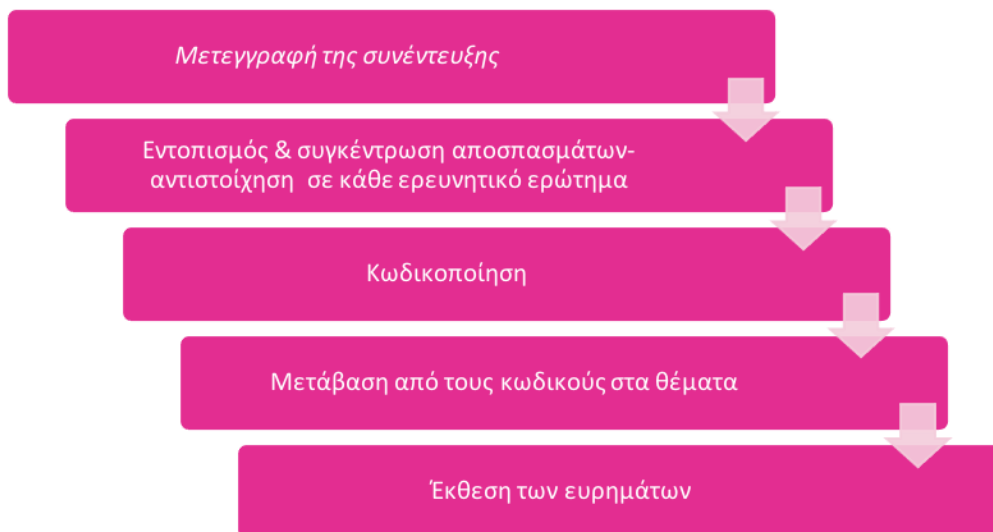 Μετεγγραφή της συνέντευξης
Εντοπισμός & συγκέντρωση αποσπασμάτων-
αντιστοίχηση σε κάθε ερευνητικό ερώτημα
Κωδικοποίηση
Μετάβαση από τους κωδικούς στα θέματα
Έκθεση των ευρημάτων